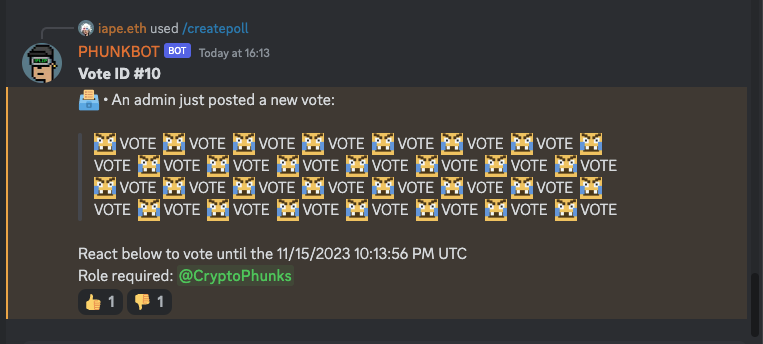 iape.eth used /createpoll
PHUNKBOT BOT Today at 16:13
Vote ID #10
• An admin just posted a new vote:
VOTE VOTE VOTE VOTE VOTE VOTE VOTE
VOTE VOTE VOTE VOTE VOTE VOTE VOTE VOTE
VOTE VOTE VOTE VOTE VOTE VOTE VOTE
VOTE VOTE VOTE VOTE VOTE VOTE VOTE VOTE
React below to vote until the 11/15/2023 10:13:56 PM UTC
Role required: @CryptoPhunks
1 1